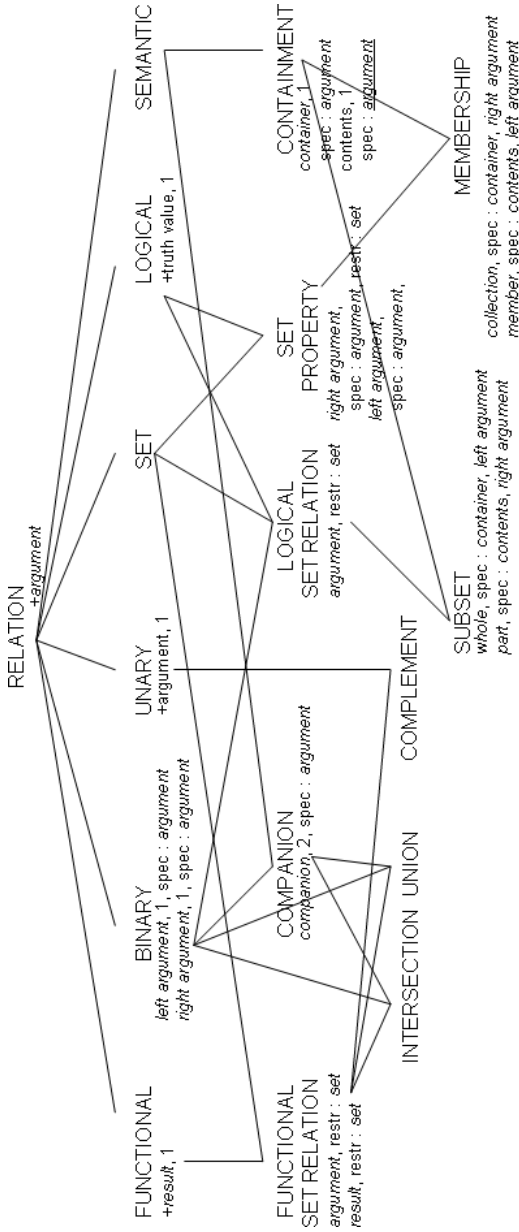 RELATION
+argument
FUNCTIONAL
+result, 1
BINARY
left argument, 1, spec : argument
right argument, 1, spec : argument
UNARY
+argument, 1
SET
LOGICAL
+truth value, 1
SEMANTIC
FUNCTIONAL
SET RELATION
argument, restr : set
result, restr : set
COMPANION
companion, 2, spec : argument
LOGICAL
SET RELATION
argument, restr : set
SET
PROPERTY
right argument,
spec : argument, restr : set
left argument,
spec : argument,
CONTAINMENT
container, 1
spec : argument
contents, 1
spec : argument
INTERSECTION
UNION
COMPLEMENT
SUBSET
whole, spec : container, left argument
part, spec : contents, right argument
MEMBERSHIP
collection, spec : container, right argument
member, spec : contents, left argument